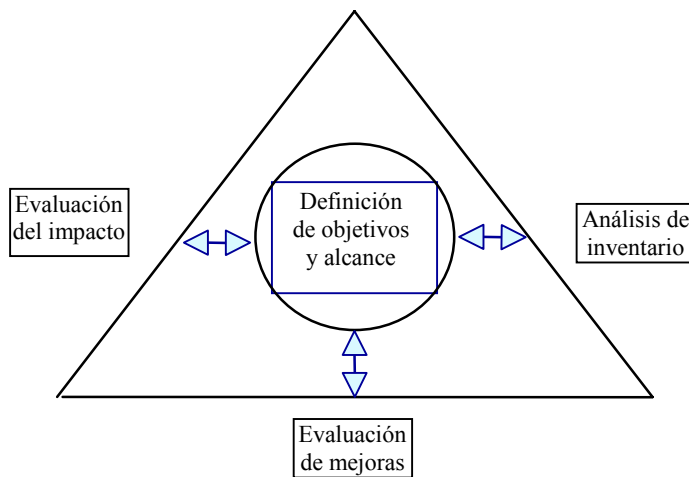 Definición
de objetivos
y alcance
Evaluación
del impacto
Análisis de
inventario
Evaluación
de mejoras